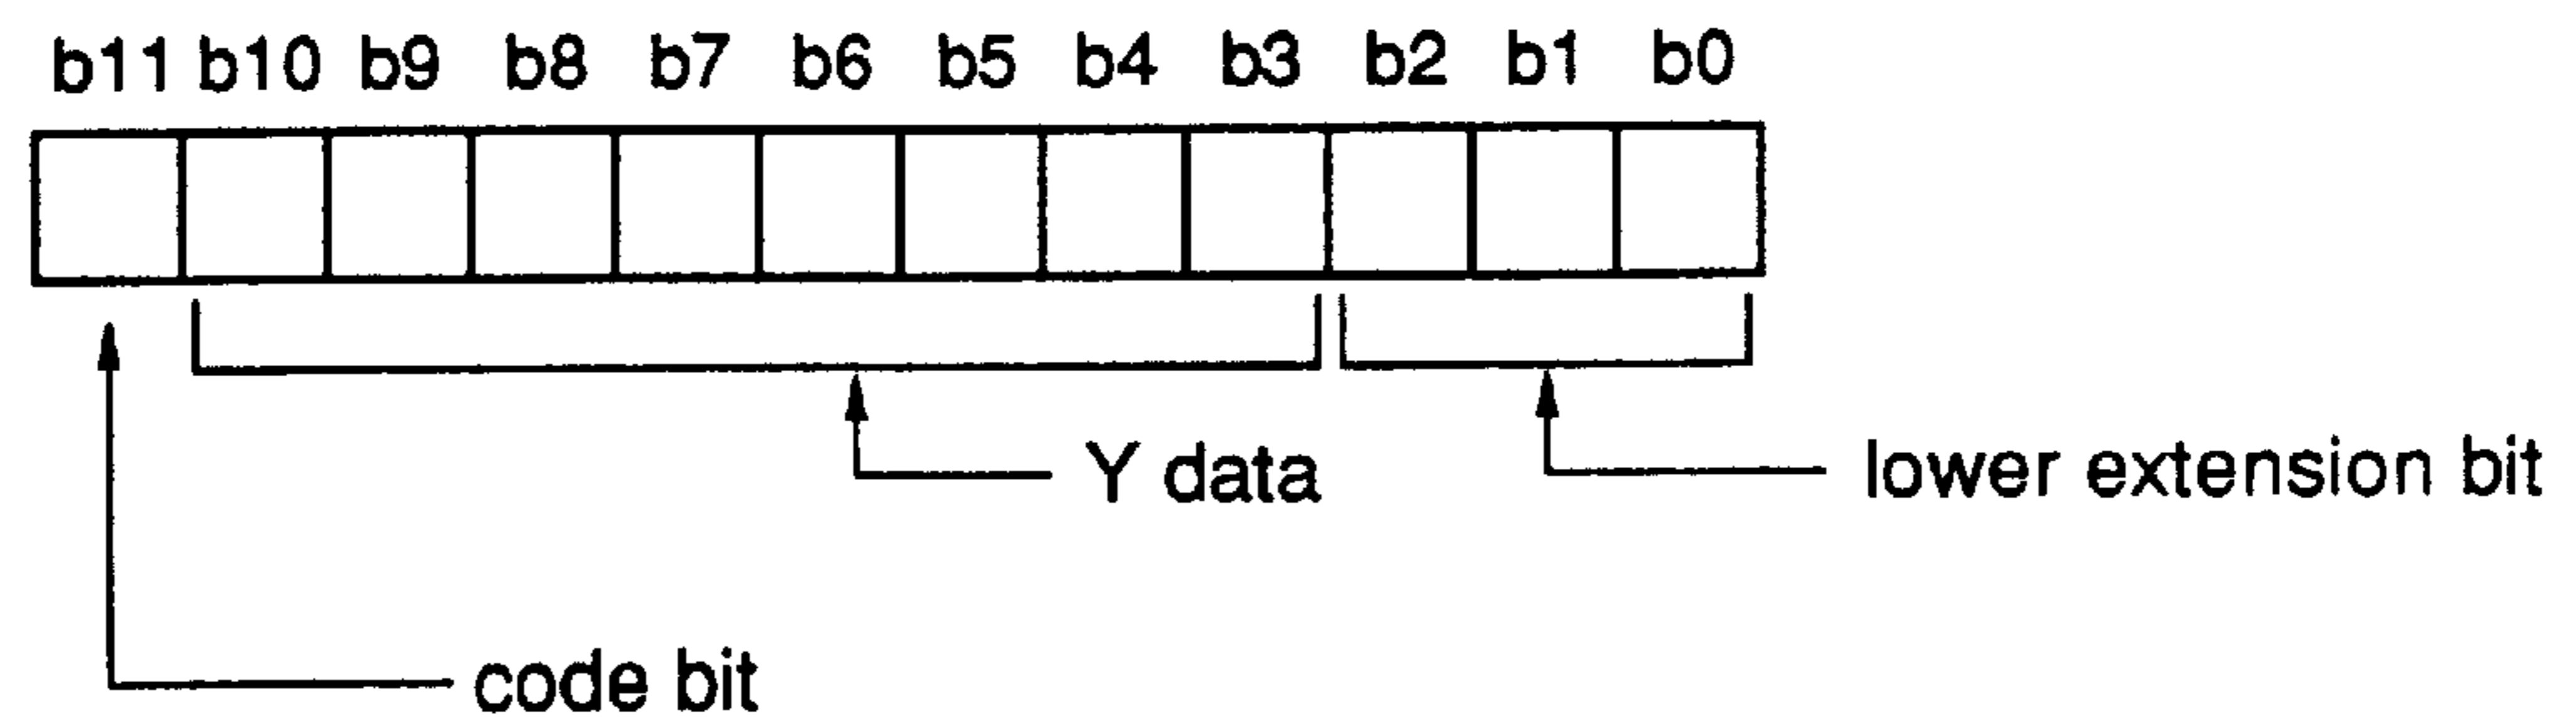 b11 b10 b9 b8 b7 b6 b5 b4 b3 b2 b1 b0
Y data
lower extension bit
code bit